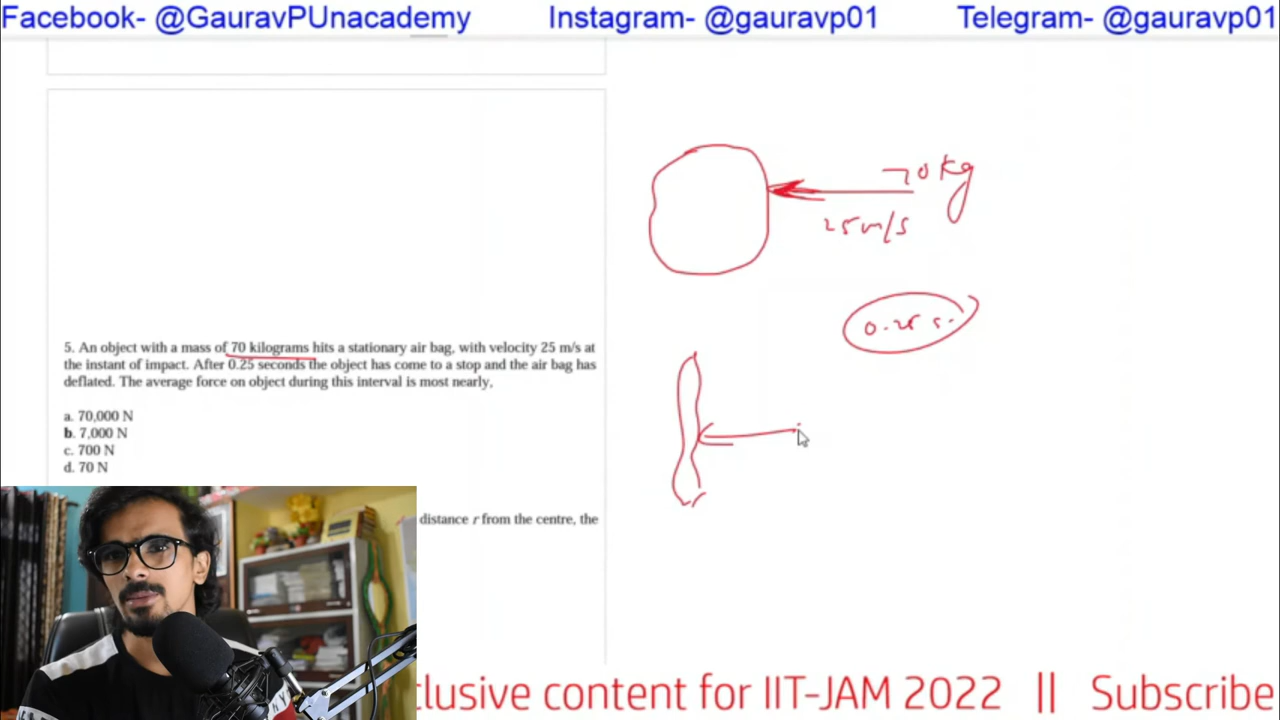 Facebook- @GauravPUnacademy Instagram- @gauravp01 Telegram- @gauravp01
70 kg
25 m/s
0.25 s.
5. An object with a mass of 70 kilograms hits a stationary air bag, with velocity 25 m/s at
the instant of impact. After 0.25 seconds the object has come to a stop and the air bag has
deflated. The average force on object during this interval is most nearly,
a. 70,000 N
b. 7,000 N
c. 700 N
d. 70 N
distance r from the centre, the
clusive content for IIT-JAM 2022 || Subscribe